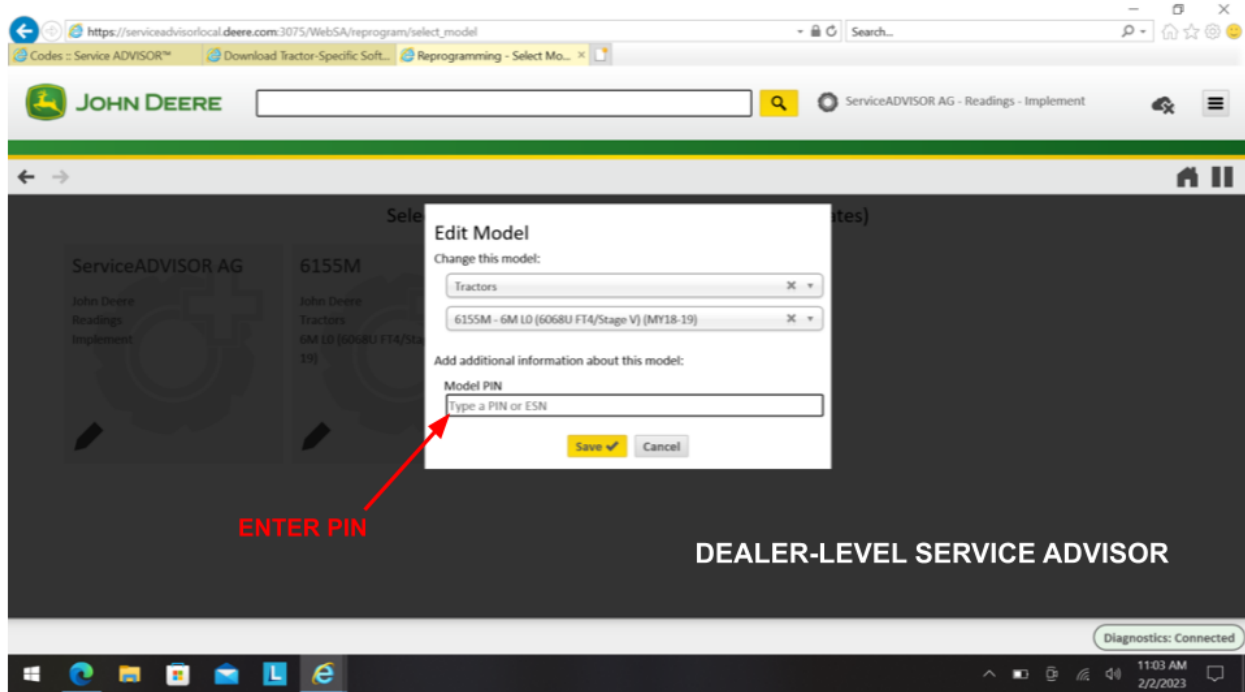 https://serviceadvisorlocal.deere.com:3075/WebSA/reprogram/select_model
Search...
Codes :: Service ADVISOR™
Download Tractor-Specific Soft...
Reprogramming - Select Mo...
JOHN DEERE
ServiceADVISOR AG - Readings - Implement
Sele
tes)
Edit Model
Change this model:
Tractors
6155M - 6M L0 (6068U FT4/Stage V) (MY18-19)
Add additional information about this model:
Model PIN
Type a PIN or ESN
Save
Cancel
ServiceADVISOR AG
John Deere
Readings
Implement
6155M
John Deere
Tractors
6M L0 (6068U FT4/Sta
19)
ENTER PIN
DEALER-LEVEL SERVICE ADVISOR
Diagnostics: Connected
L
11:03 AM
2/2/2023